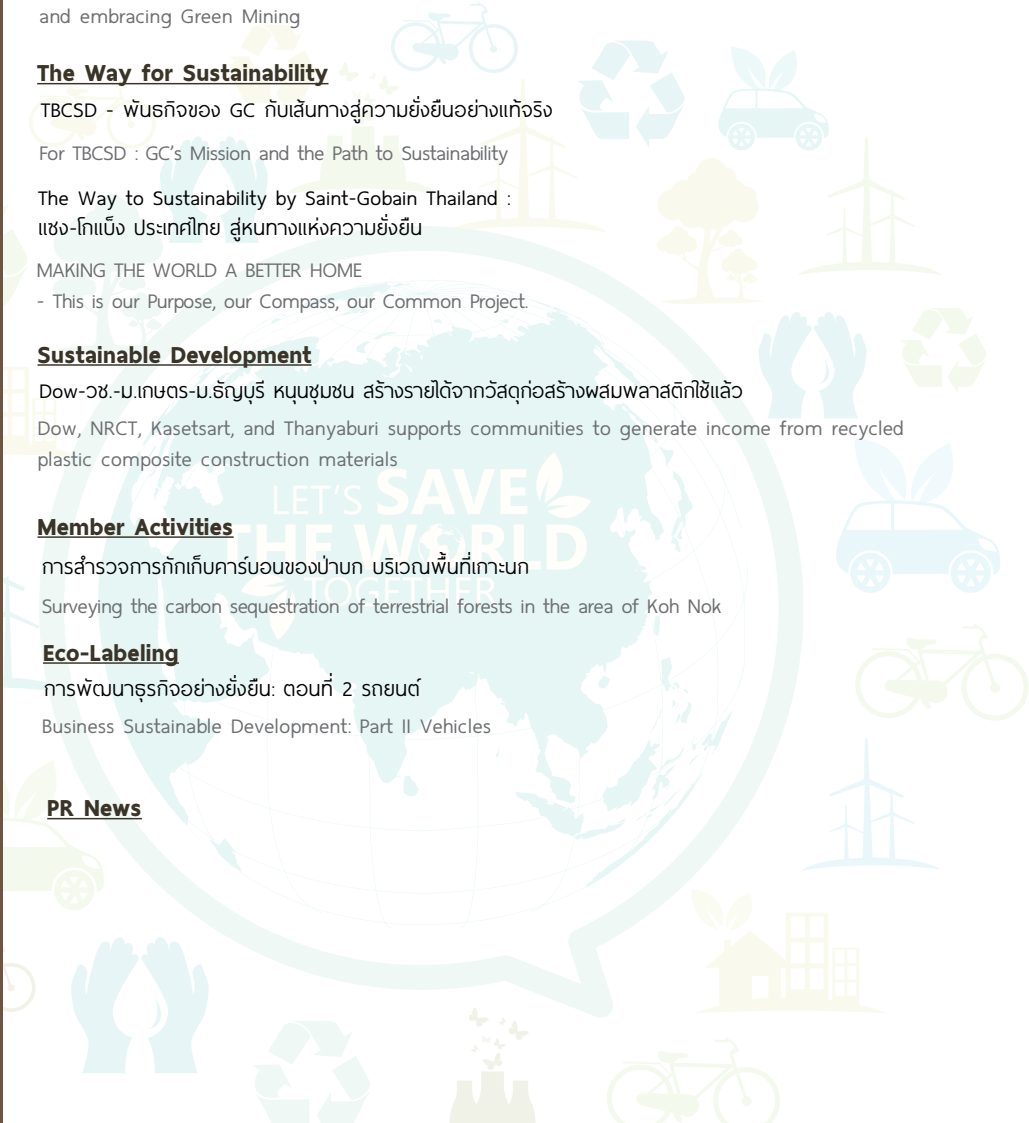 and embracing Green Mining
The Way for Sustainability
TBCSD - พันธกิจของ GC กับเส้นทางสู่ความยั่งยืนอย่างแท้จริง
For TBCSD : GC's Mission and the Path to Sustainability
The Way to Sustainability by Saint-Gobain Thailand :
แซง-โกแบ็ง ประเทศไทย สู่หนทางแห่งความยั่งยืน
MAKING THE WORLD A BETTER HOME
- This is our Purpose, our Compass, our Common Project.
Sustainable Development
Dow-วช.-ม.เกษตร-ม.ธัญบุรี หนุนชุมชน สร้างรายได้จากวัสดุก่อสร้างผสมพลาสติกใช้แล้ว
Dow, NRCT, Kasetsart, and Thanyaburi supports communities to generate income from recycled
plastic composite construction materials
LET'S SAVE
THE WORLD
TOGETHER
Member Activities
การสำรวจการกักเก็บคาร์บอนของป่าบก บริเวณพื้นที่เกาะนก
Surveying the carbon sequestration of terrestrial forests in the area of Koh Nok
Eco-Labeling
การพัฒนาธุรกิจอย่างยั่งยืน: ตอนที่ 2 รถยนต์
Business Sustainable Development: Part II Vehicles
PR News